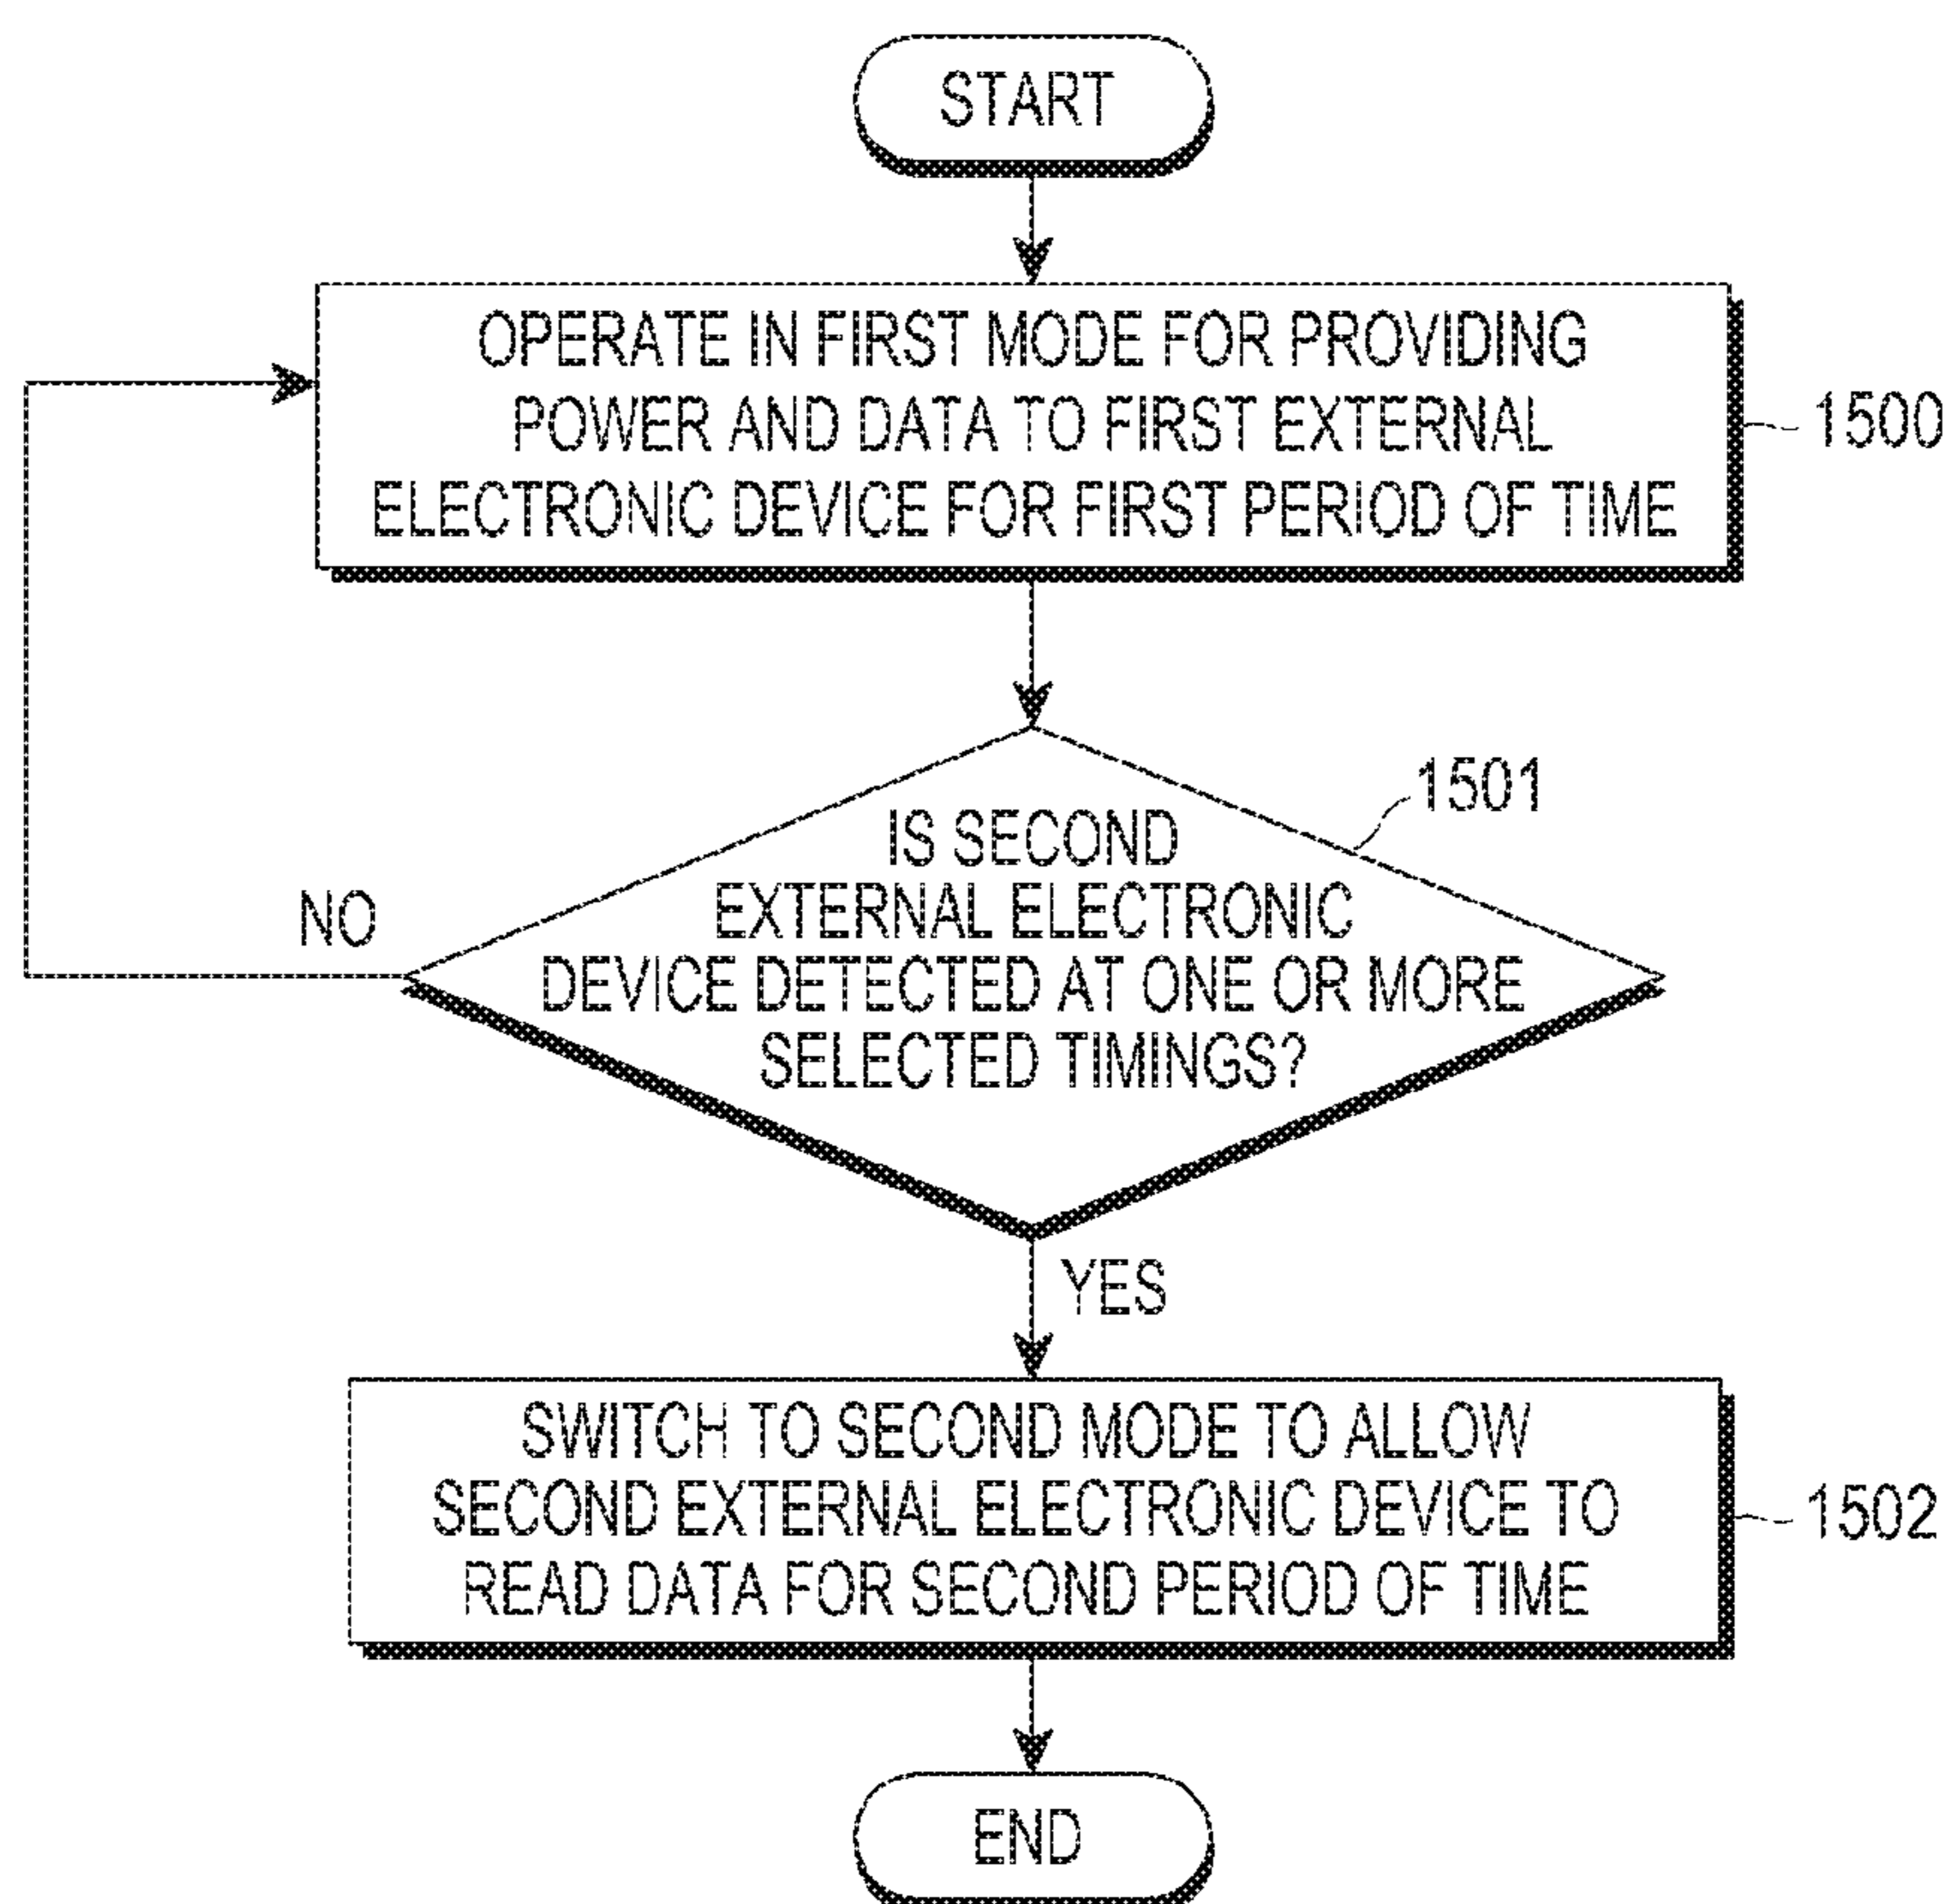 START
OPERATE IN FIRST MODE FOR PROVIDING
POWER AND DATA TO FIRST EXTERNAL
ELECTRONIC DEVICE FOR FIRST PERIOD OF TIME
1500
1501
IS SECOND
EXTERNAL ELECTRONIC
DEVICE DETECTED AT ONE OR MORE
SELECTED TIMINGS?
NO
YES
SWITCH TO SECOND MODE TO ALLOW
SECOND EXTERNAL ELECTRONIC DEVICE TO
READ DATA FOR SECOND PERIOD OF TIME
1502
END